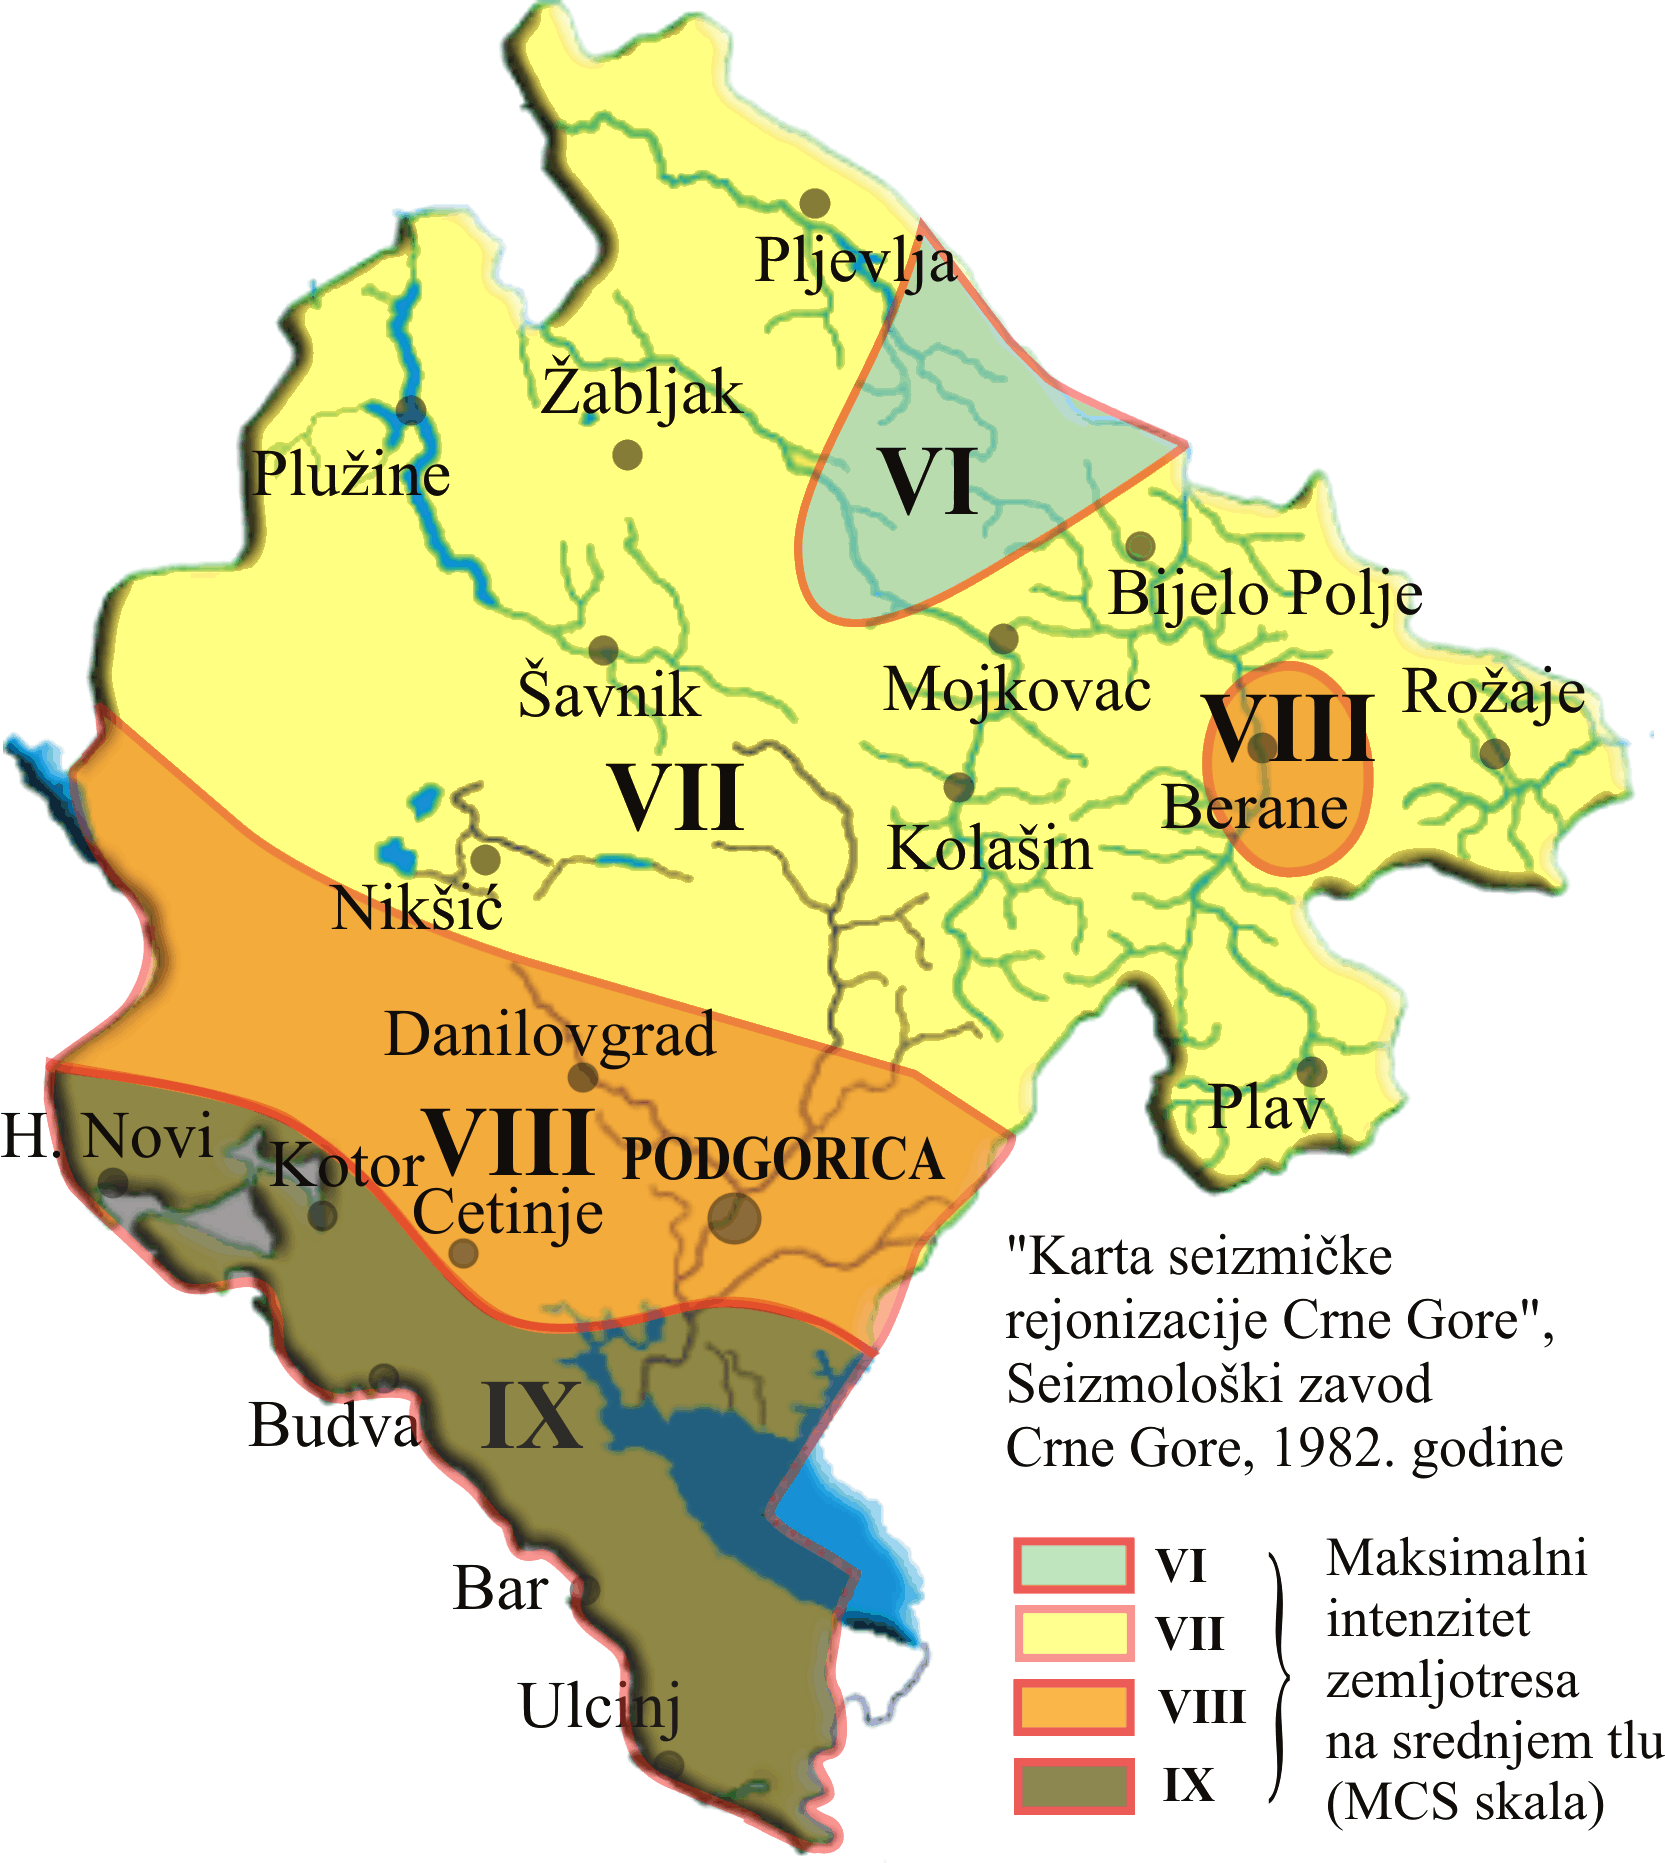 Pljevlja
Žabljak
Plužine
VI
Bijelo Polje
Šavnik
Mojkovac
VIII
Rožaje
VII
Berane
Kolašin
Nikšić
Danilovgrad
Plav
H. Novi
Kotor
VIII
PODGORICA
Cetinje
Budva
IX
Bar
Ulcinj
"Karta seizmičke
rejonizacije Crne Gore",
Seizmološki zavod
Crne Gore, 1982. godine
VI
VII
VIII
IX
Maksimalni
intenzitet
zemljotresa
na srednjem tlu
(MCS skala)